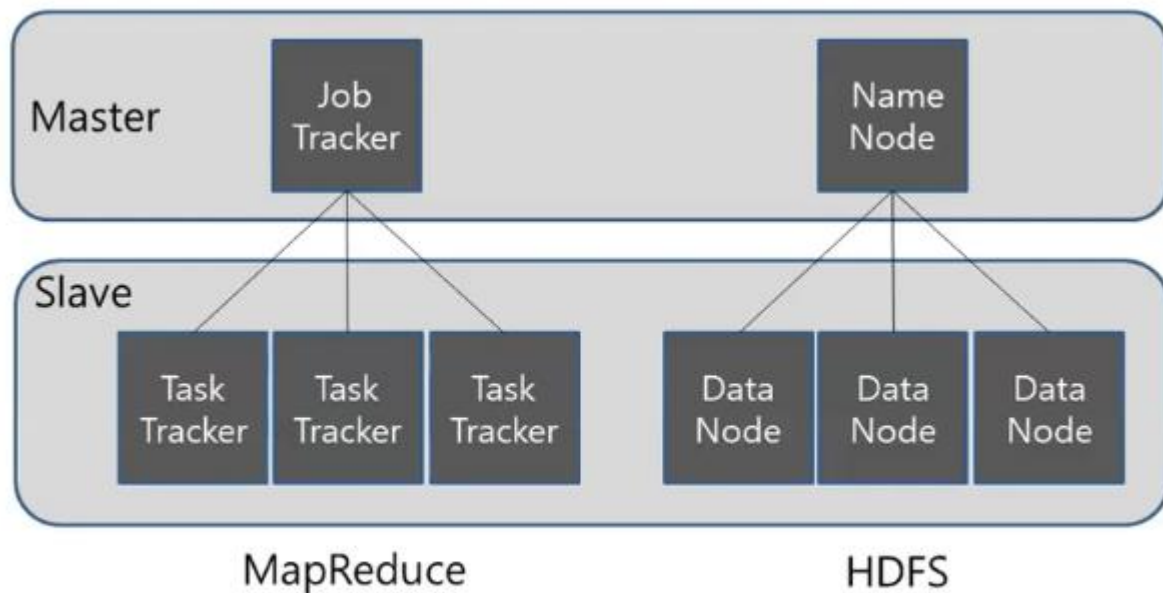 Master
Job
Tracker
Name
Node
Slave
Task
Tracker
Task
Tracker
Task
Tracker
Data
Node
Data
Node
Data
Node
MapReduce
HDFS